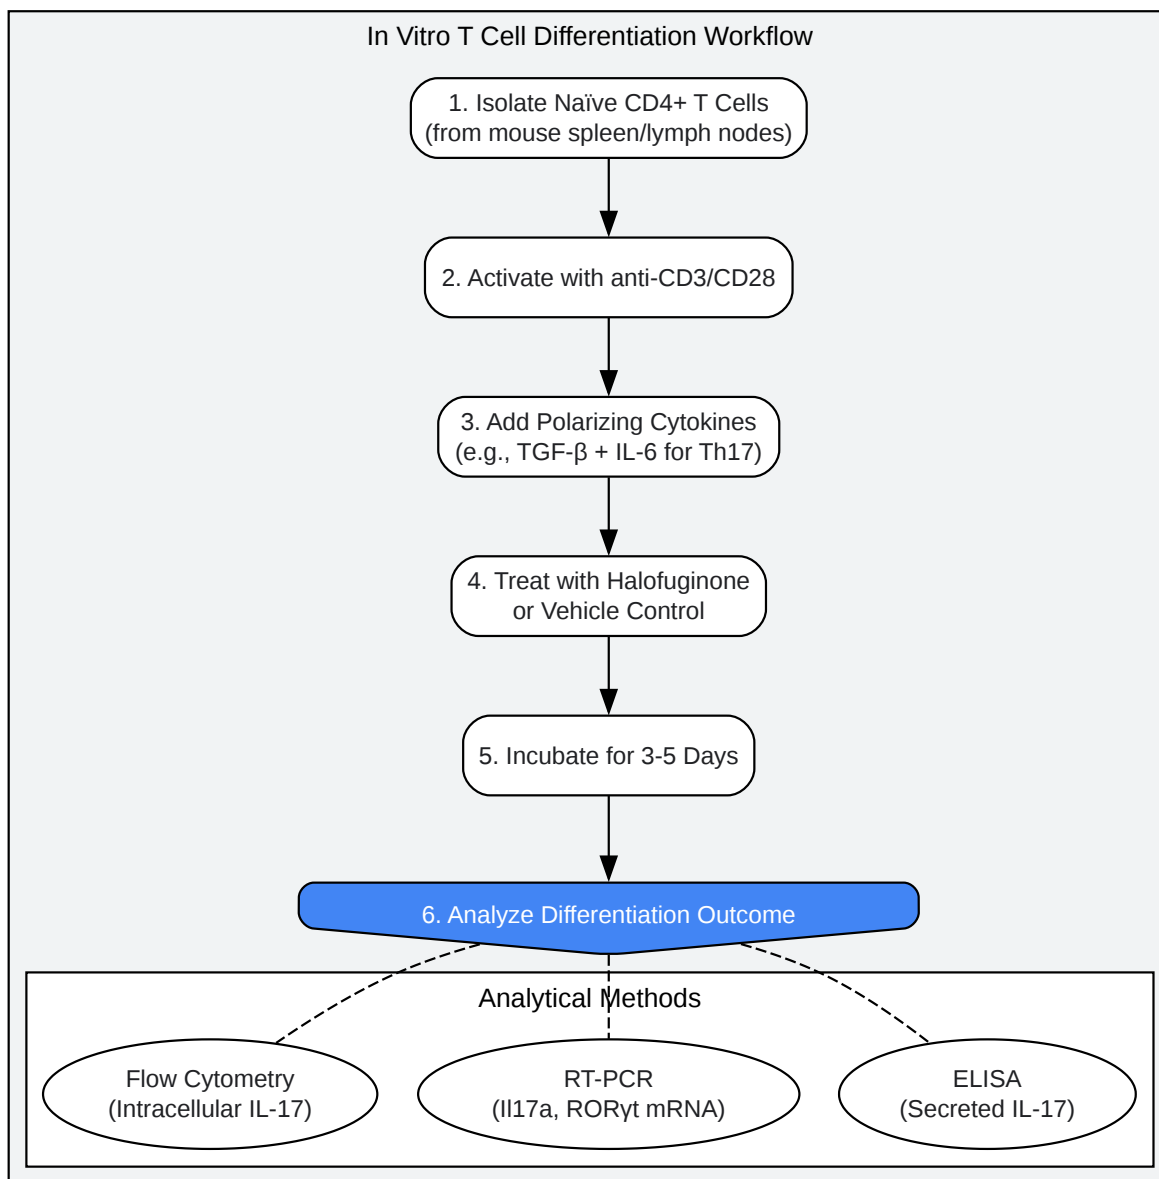 In Vitro T Cell Differentiation Workflow
1. Isolate Naïve CD4+ T Cells
(from mouse spleen/lymph nodes)
2. Activate with anti-CD3/CD28
3. Add Polarizing Cytokines
(e.g., TGF-β + IL-6 for Th17)
4. Treat with Halofuginone
or Vehicle Control
5. Incubate for 3-5 Days
6. Analyze Differentiation Outcome
Analytical Methods
Flow Cytometry
(Intracellular IL-17)
RT-PCR
(Il17a, RORγt mRNA)
ELISA
(Secreted IL-17)